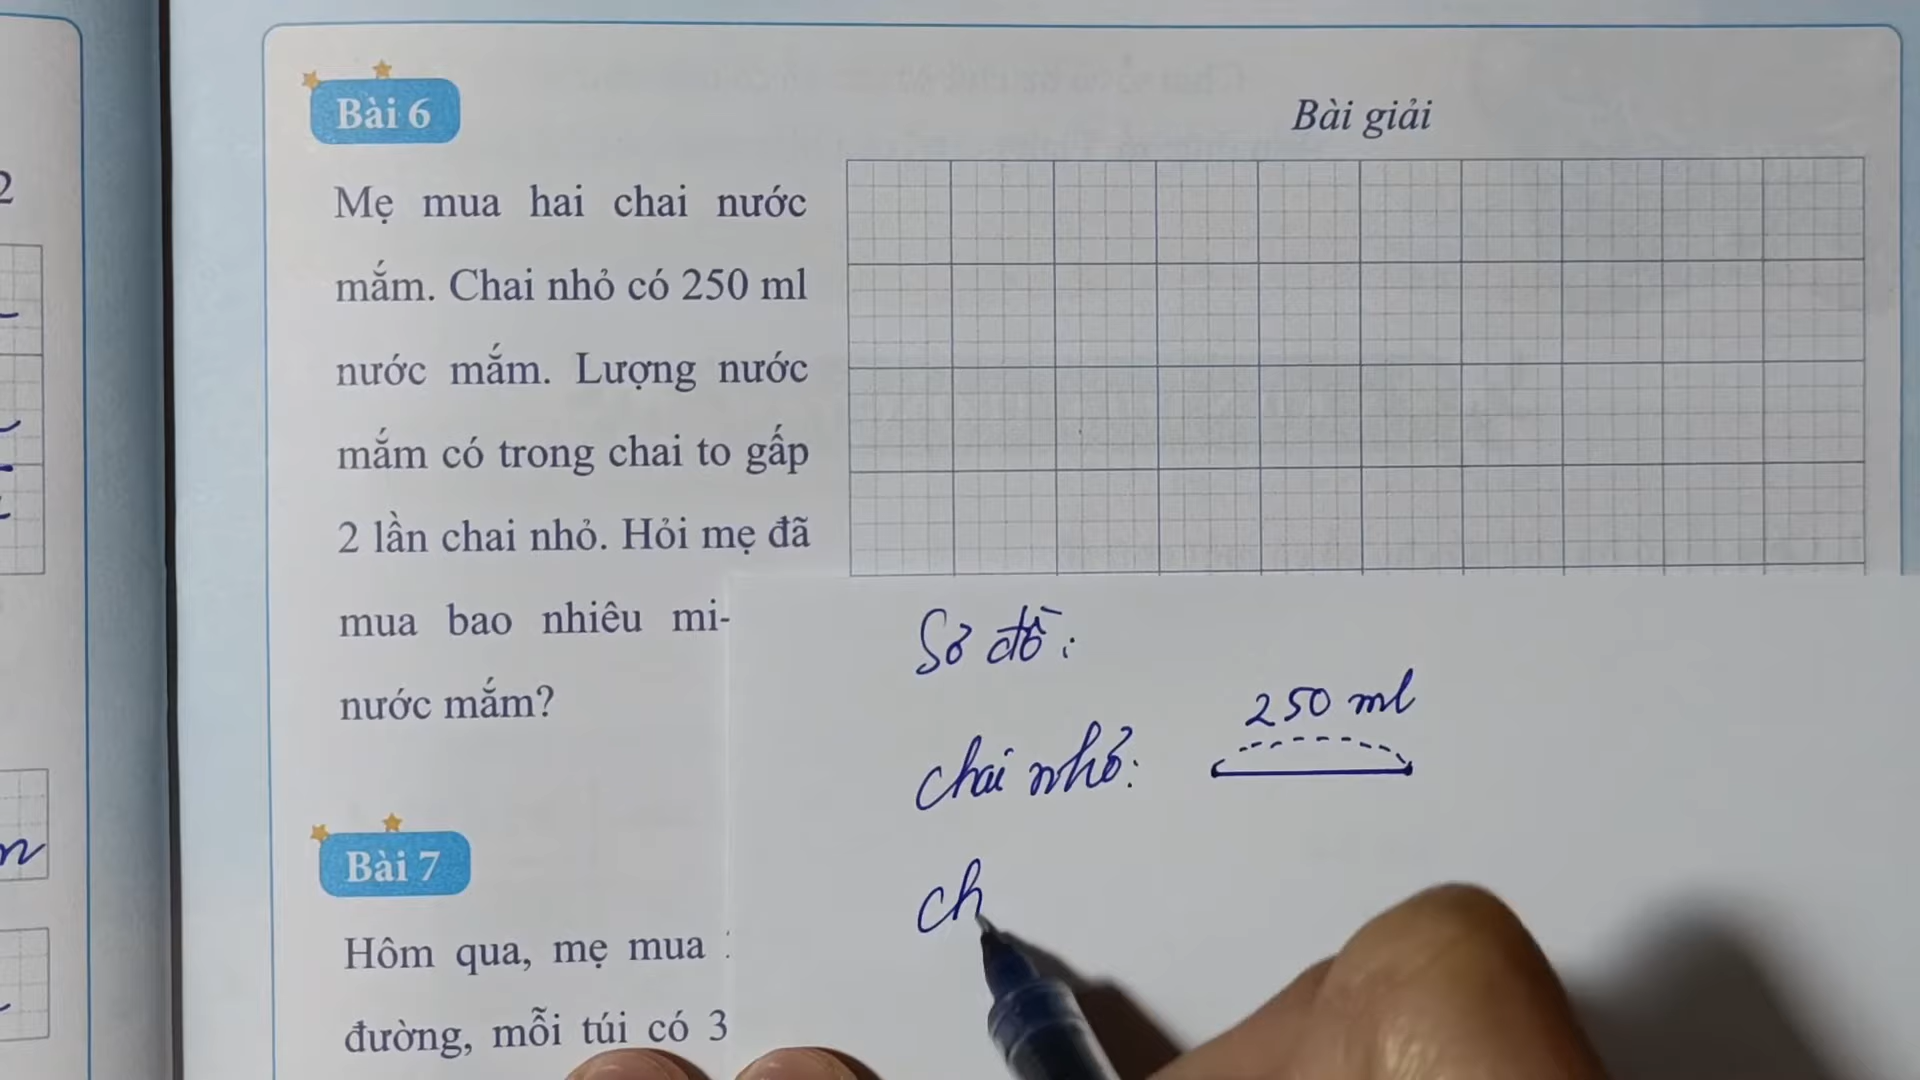 Bài 6
Mẹ mua hai chai nước
mắm. Chai nhỏ có 250 ml
nước mắm. Lượng nước
mắm có trong chai to gấp
2 lần chai nhỏ. Hỏi mẹ đã
mua bao nhiêu mi-
nước mắm?
Bài giải
Sơ đồ:
250 ml
chai nhỏ:
ch
Bài 7
Hôm qua, mẹ mua
đường, mỗi túi có 3
2